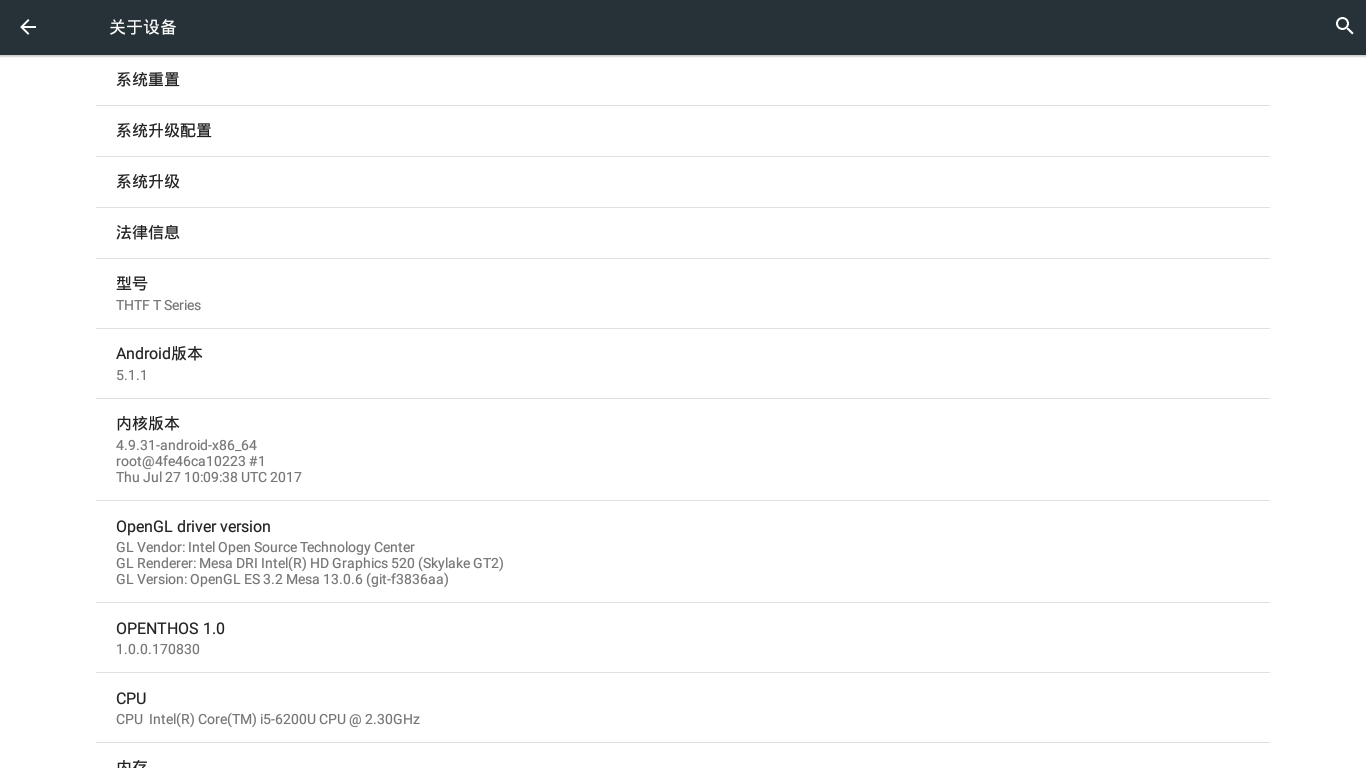 关于设备
系统重置
系统升级配置
系统升级
法律信息
型号
THTF T Series
Android版本
5.1.1
内核版本
4.9.31-android-x86_64
root@4fe46ca10223 #1
Thu Jul 27 10:09:38 UTC 2017
OpenGL driver version
GL Vendor: Intel Open Source Technology Center
GL Renderer: Mesa DRI Intel(R) HD Graphics 520 (Skylake GT2)
GL Version: OpenGL ES 3.2 Mesa 13.0.6 (git-f3836aa)
OPENTHOS 1.0
1.0.0.170830
CPU
CPU  Intel(R) Core(TM) i5-6200U CPU @ 2.30GHz
内存